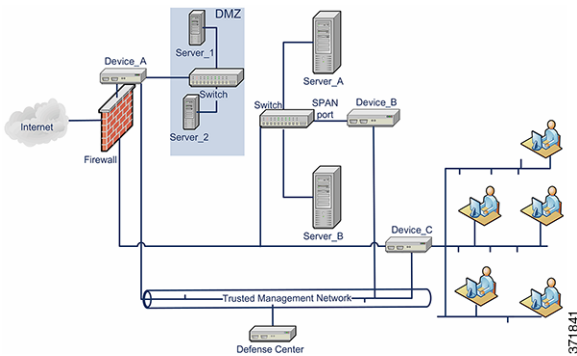 DMZ
Server_1
Device_A
Switch
Server_2
Internet
Firewall
Server_A
Switch
SPAN
port
Device_B
Server_B
Device_C
Trusted Management Network
Defense Center
371841